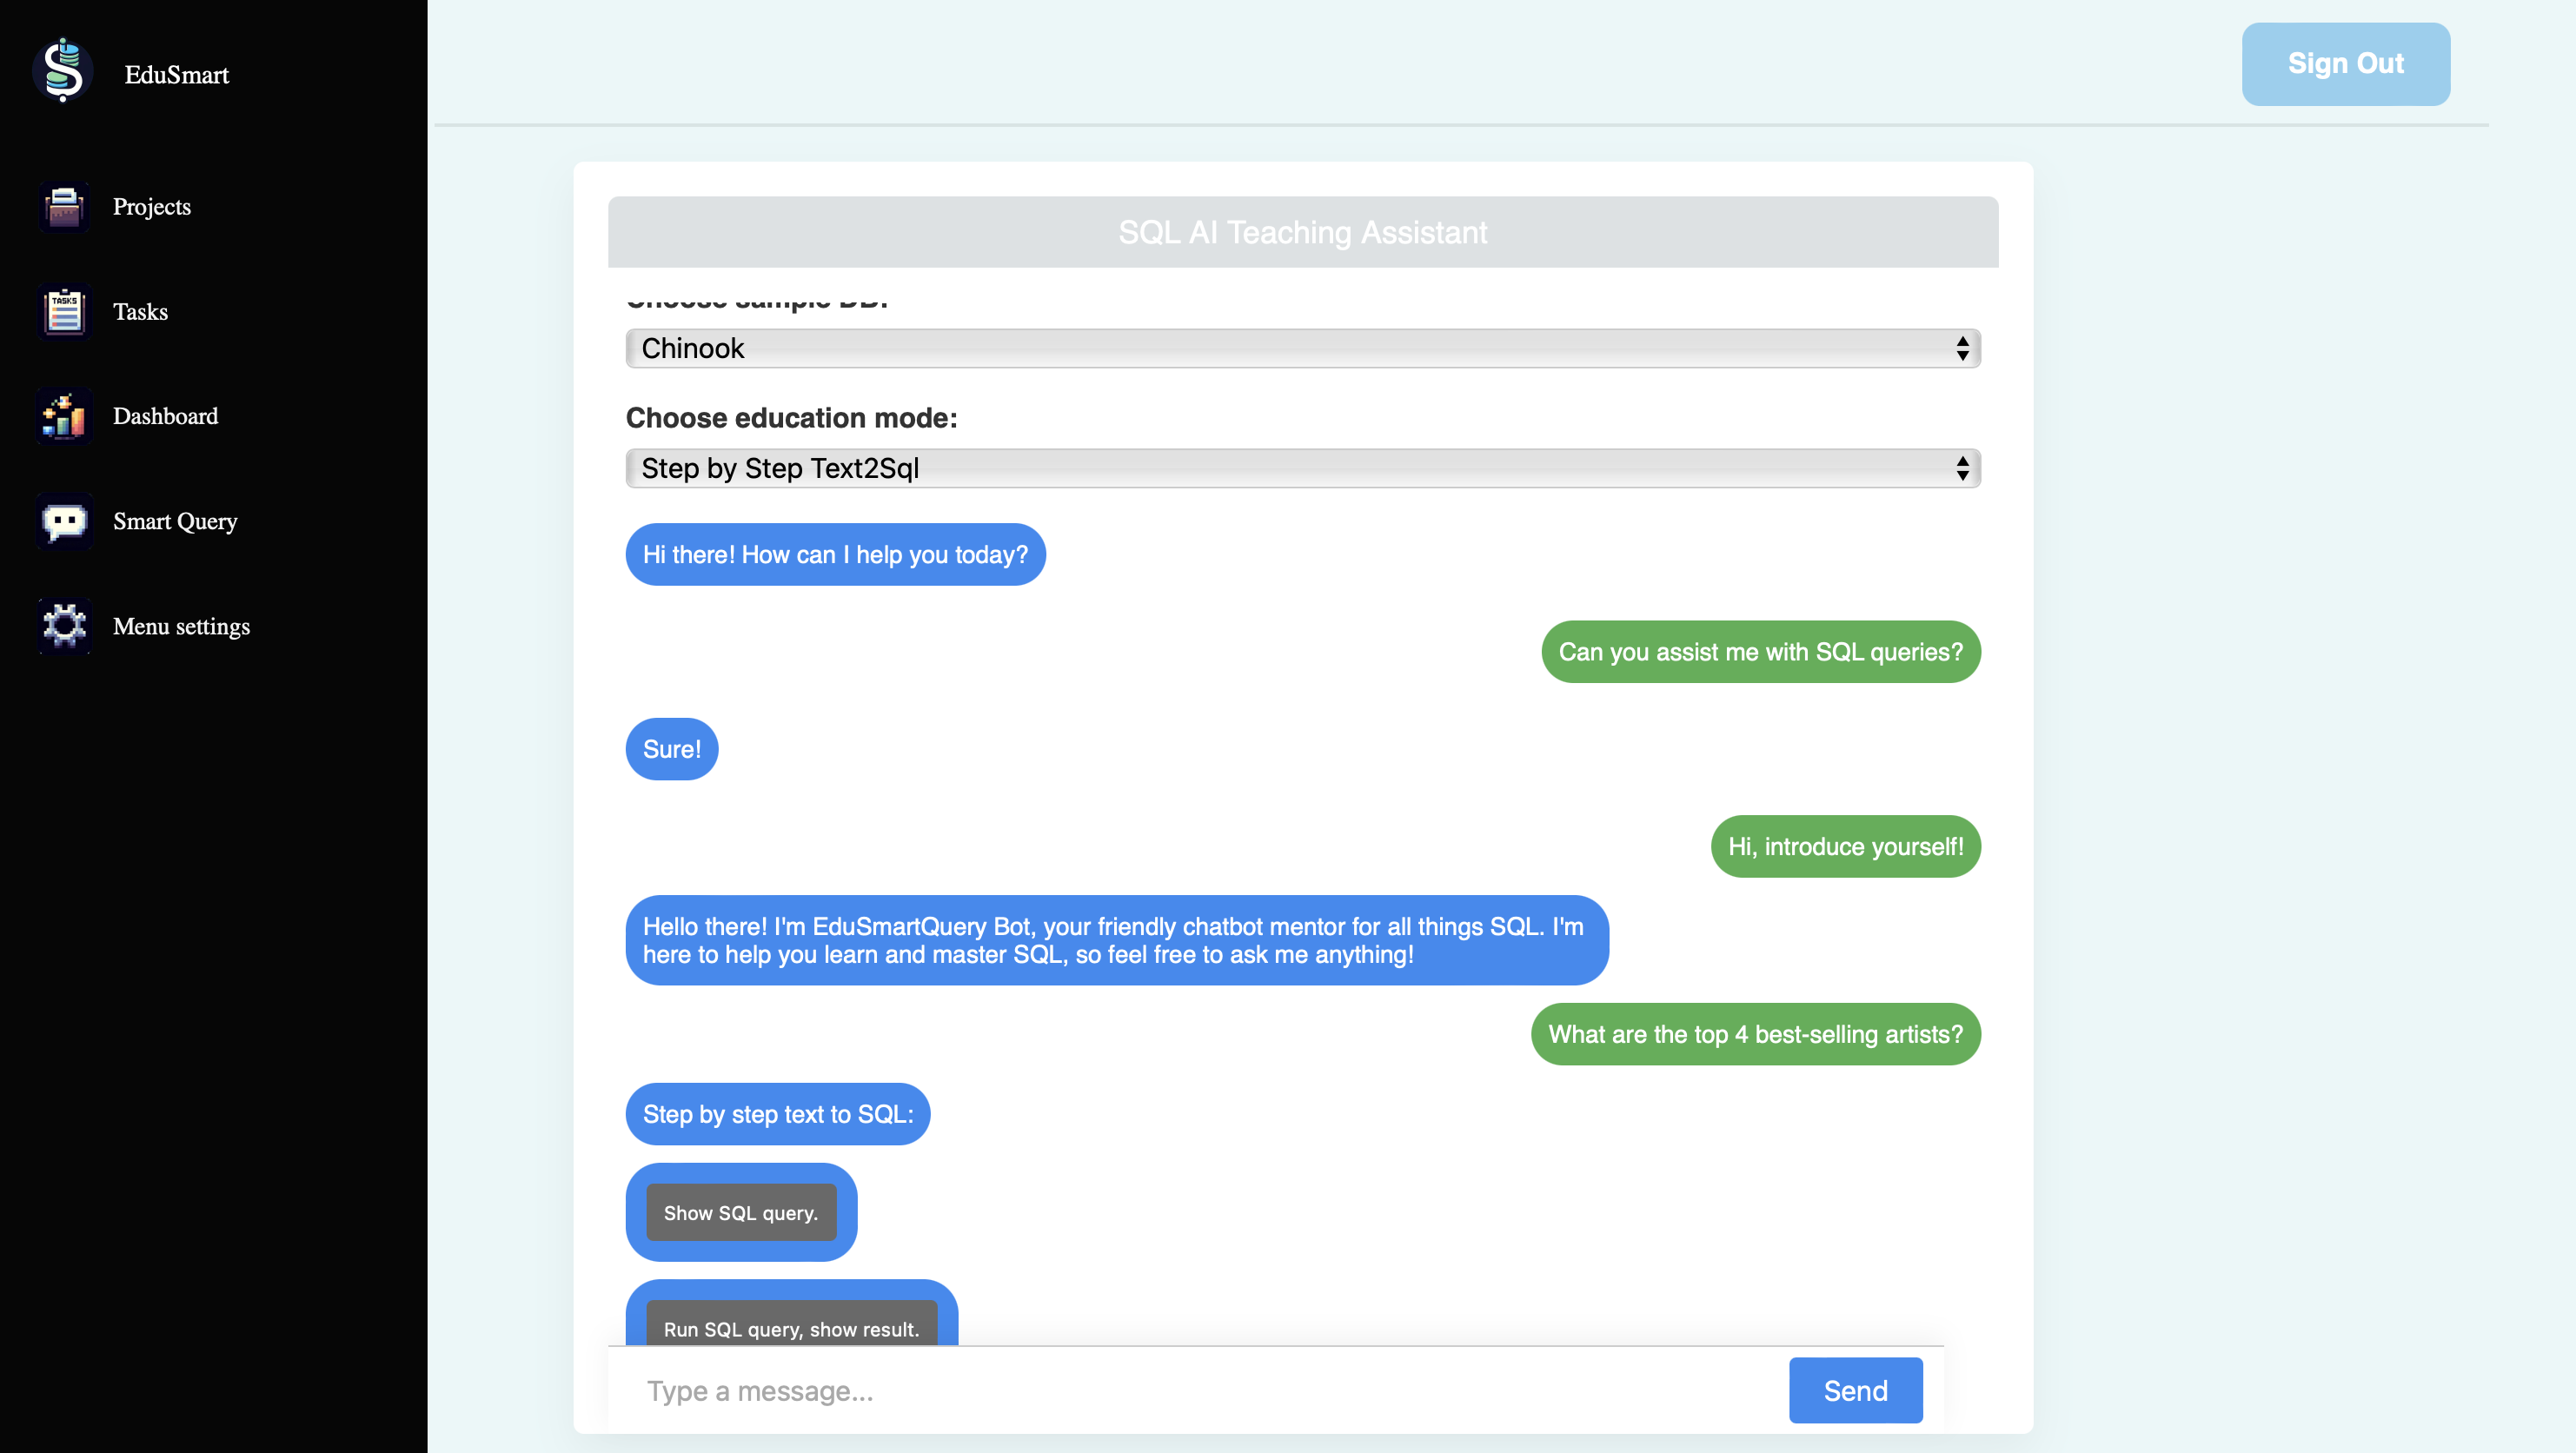 EduSmart
Sign Out
Projects
TASKS
Tasks
Dashboard
Smart Query
Menu settings
SQL AI Teaching Assistant
Choose sample DB:
Chinook
Choose education mode:
Step by Step Text2Sql
Hi there! How can I help you today?
Can you assist me with SQL queries?
Sure!
Hi, introduce yourself!
Hello there! I'm EduSmartQuery Bot, your friendly chatbot mentor for all things SQL. I'm
here to help you learn and master SQL, so feel free to ask me anything!
What are the top 4 best-selling artists?
Step by step text to SQL:
Show SQL query.
Run SQL query, show result.
Type a message...
Send